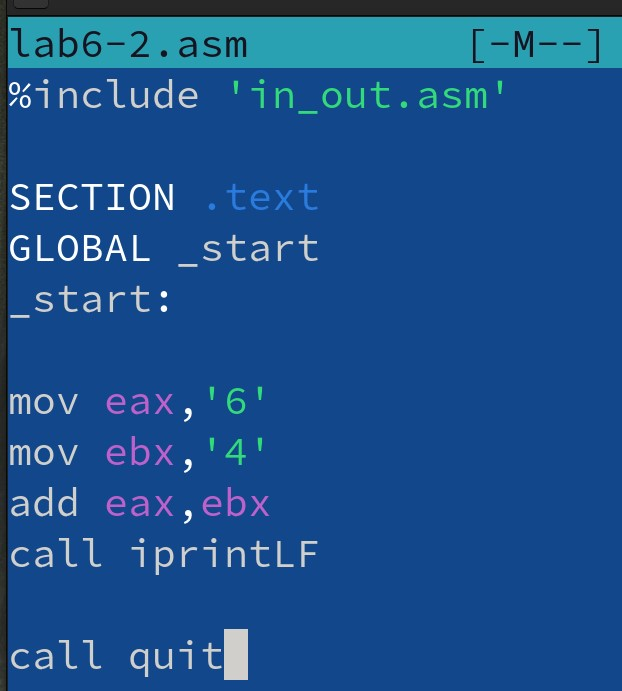 lab6-2.asm [-M--]
%include 'in_out.asm'
SECTION .text
GLOBAL _start
_start:
mov eax,'6'
mov ebx,'4'
add eax,ebx
call iprintLF
call quit